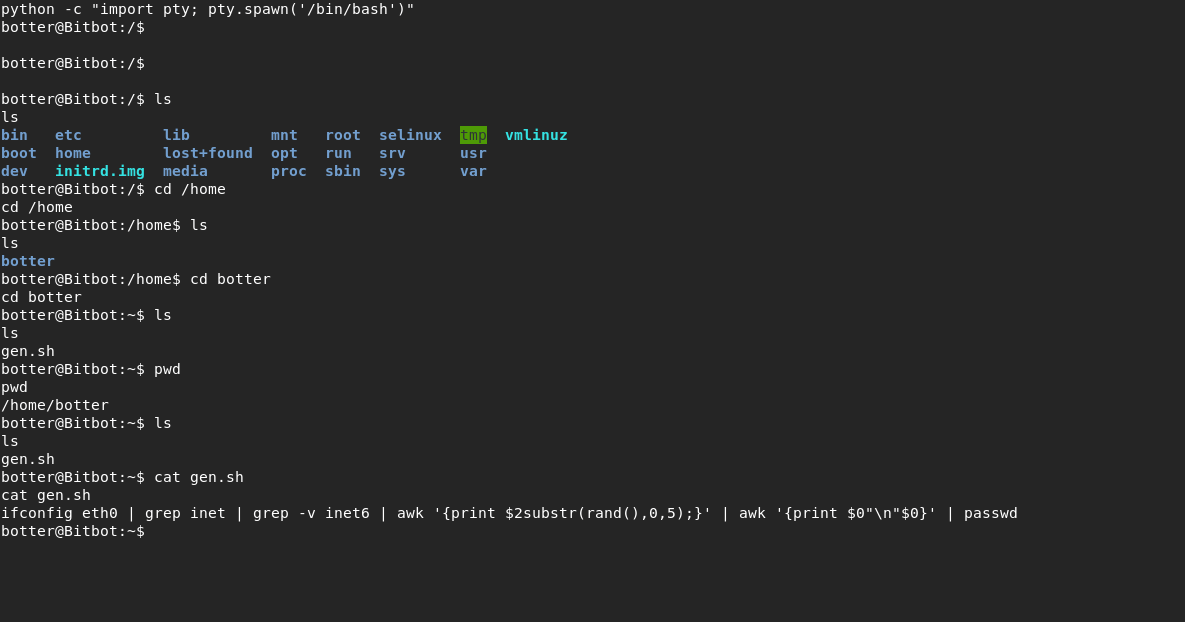 python -c "import pty; pty.spawn('/bin/bash')"
botter@Bitbot:/$
botter@Bitbot:/$
botter@Bitbot:/$ ls
ls
bin   etc         lib         mnt   root  selinux  tmp  vmlinuz
boot  home        lost+found  opt   run   srv      usr
dev   initrd.img  media       proc  sbin  sys      var
botter@Bitbot:/$ cd /home
cd /home
botter@Bitbot:/home$ ls
ls
botter
botter@Bitbot:/home$ cd botter
cd botter
botter@Bitbot:~$ ls
ls
gen.sh
botter@Bitbot:~$ pwd
pwd
/home/botter
botter@Bitbot:~$ ls
ls
gen.sh
botter@Bitbot:~$ cat gen.sh
cat gen.sh
ifconfig eth0 | grep inet | grep -v inet6 | awk '{print $2substr(rand(),0,5);}' | awk '{print $0"\n"$0}' | passwd
botter@Bitbot:~$